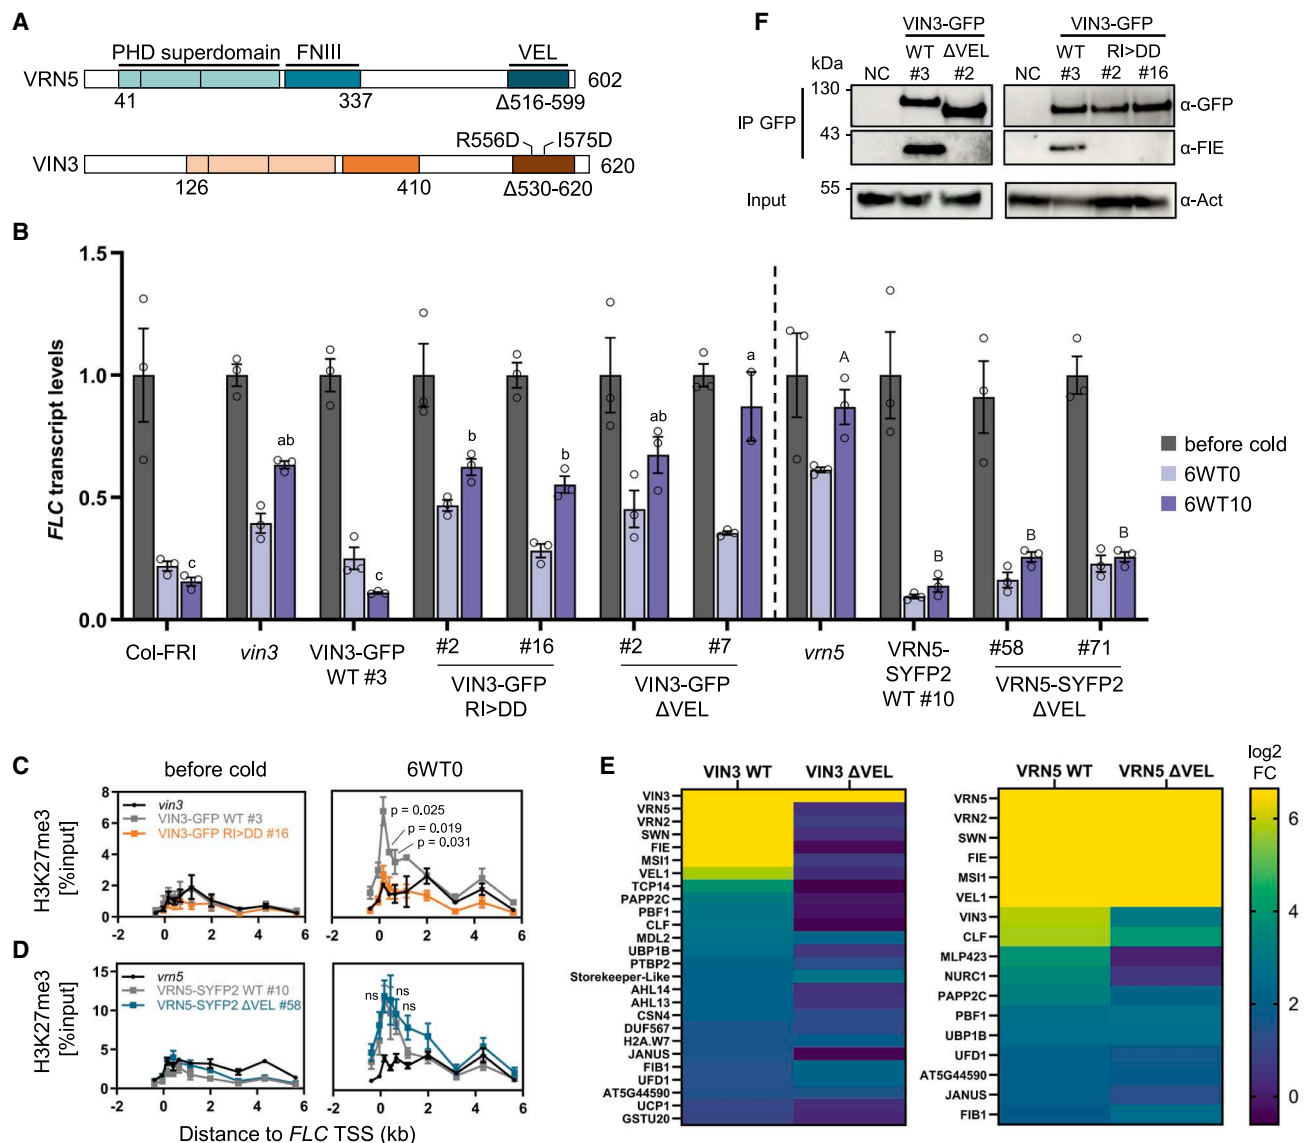 A
PHD superdomain FNIII VEL
VRN5 602
41 337 Δ516-599
R556D I575D
VIN3 620
126 410 Δ530-620
F
VIN3-GFP VIN3-GFP
WT ΔVEL WT RI>DD
kDa NC #3 #2 NC #3 #2 #16
130
IP GFP α-GFP
43
α-FIE
55
Input α-Act
B
FLC transcript levels
1.5
1.0
0.5
0.0
c ab c b b ab a A B B B
before cold
6WT0
6WT10
Col-FRI vin3 VIN3-GFP WT #3 #2 #16 #2 #7 vrn5 VRN5-SYFP2 WT #10 #58 #71
VIN3-GFP RI>DD VIN3-GFP ΔVEL VRN5-SYFP2 ΔVEL
C
before cold 6WT0
H3K27me3 [%input]
8
6
4
2
0
vin3
VIN3-GFP WT #3
VIN3-GFP RI>DD #16
p = 0.025
p = 0.019
p = 0.031
-2 0 2 4 6 -2 0 2 4 6
D
H3K27me3 [%input]
15
10
5
0
vrn5
VRN5-SYFP2 WT #10
VRN5-SYFP2 ΔVEL #58
ns ns ns
-2 0 2 4 6 -2 0 2 4 6
Distance to FLC TSS (kb)
E
VIN3 WT VIN3 ΔVEL
VIN3
VRN5
VRN2
SWN
FIE
MSI1
VEL1
TCP14
PAPP2C
PBF1
CLF
MDL2
UBP1B
PTBP2
Storekeeper-Like
AHL14
AHL13
CSN4
DUF567
H2A.W7
JANUS
FIB1
UFD1
AT5G44590
UCP1
GSTU20
VRN5 WT VRN5 ΔVEL
VRN5
VRN2
SWN
FIE
MSI1
VEL1
VIN3
CLF
MLP423
NURC1
PAPP2C
PBF1
UBP1B
UFD1
AT5G44590
JANUS
FIB1
log2 FC
6
4
2
0